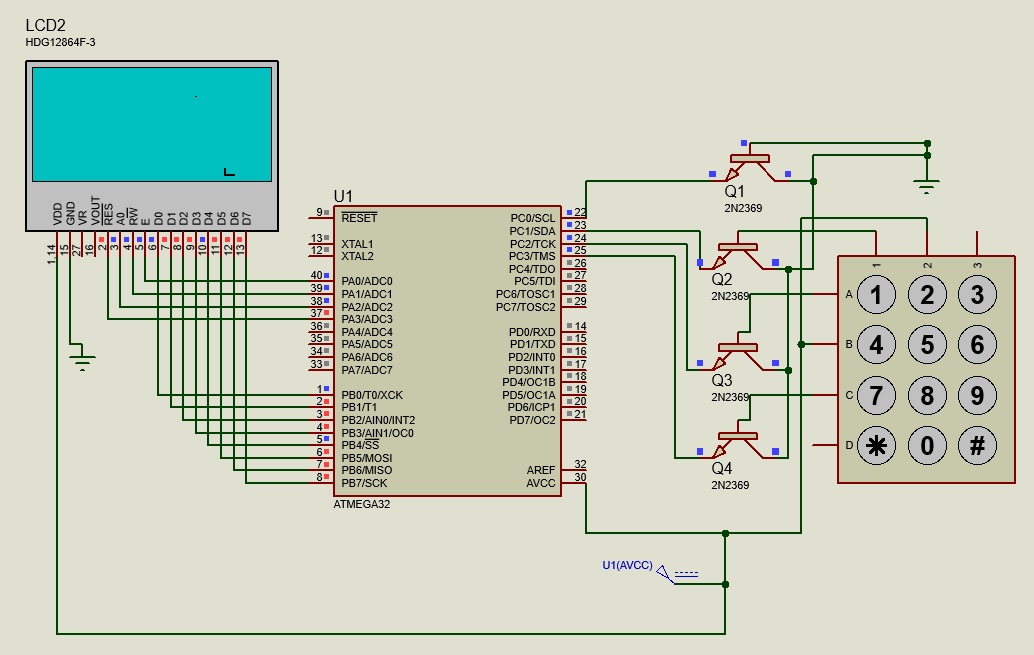 LCD2
HDG12864F-3
VDD
GND
VR
VOUT
RES
A0
RW
E
D0
D1
D2
D3
D4
D5
D6
D7
1,14
15
27
16
2
3
4
5
6
7
8
9
10
11
12
13
U1
9 RESET
13 XTAL1
12 XTAL2
40 PA0/ADC0
39 PA1/ADC1
38 PA2/ADC2
37 PA3/ADC3
36 PA4/ADC4
35 PA5/ADC5
34 PA6/ADC6
33 PA7/ADC7
1 PB0/T0/XCK
2 PB1/T1
3 PB2/AIN0/INT2
4 PB3/AIN1/OC0
5 PB4/SS
6 PB5/MOSI
7 PB6/MISO
8 PB7/SCK
PC0/SCL 22
PC1/SDA 23
PC2/TCK 24
PC3/TMS 25
PC4/TDO 26
PC5/TDI 27
PC6/TOSC1 28
PC7/TOSC2 29
PD0/RXD 14
PD1/TXD 15
PD2/INT0 16
PD3/INT1 17
PD4/OC1B 18
PD5/OC1A 19
PD6/ICP1 20
PD7/OC2 21
AREF 32
AVCC 30
ATMEGA32
Q1
2N2369
Q2
2N2369
Q3
2N2369
Q4
2N2369
U1(AVCC)
1 2 3
A 1 2 3
B 4 5 6
C 7 8 9
D * 0 #